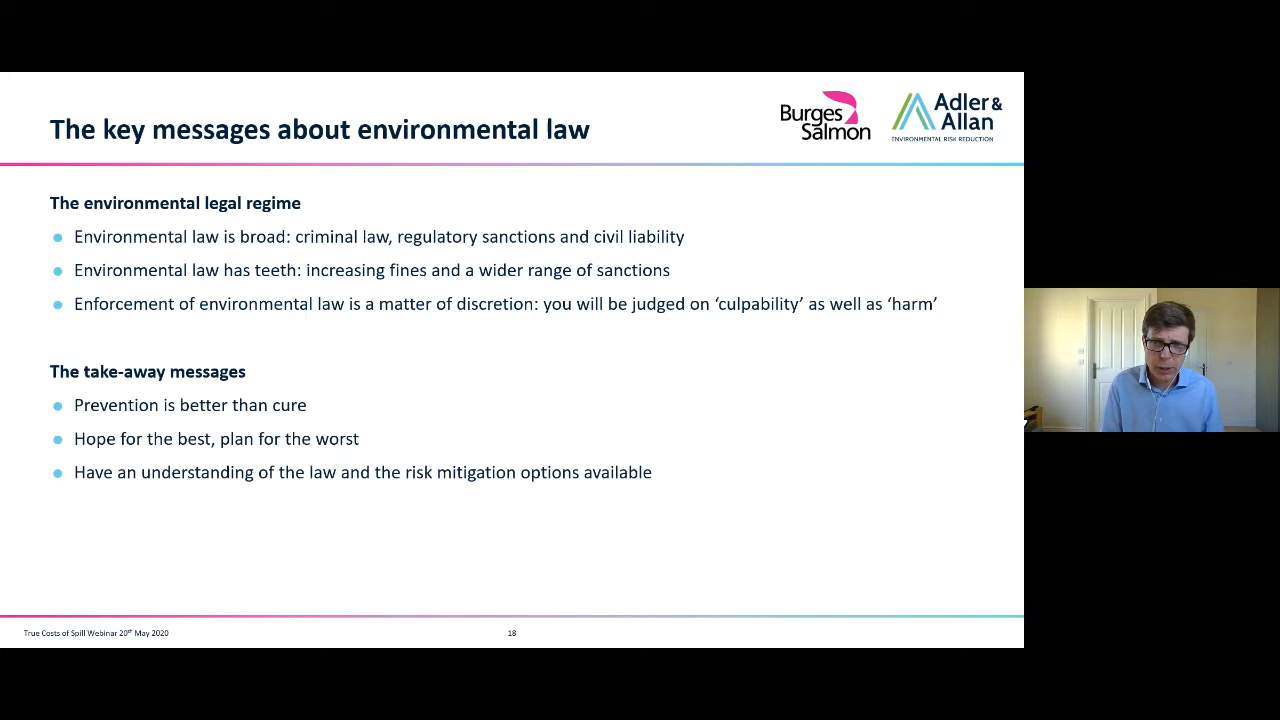 The key messages about environmental law
Burges
Salmon
Adler &
Allan
ENVIRONMENTAL RISK REDUCTION
The environmental legal regime
Environmental law is broad: criminal law, regulatory sanctions and civil liability
Environmental law has teeth: increasing fines and a wider range of sanctions
Enforcement of environmental law is a matter of discretion: you will be judged on ‘culpability’ as well as ‘harm’
The take-away messages
Prevention is better than cure
Hope for the best, plan for the worst
Have an understanding of the law and the risk mitigation options available
True Costs of Spill Webinar 20th May 2020
18